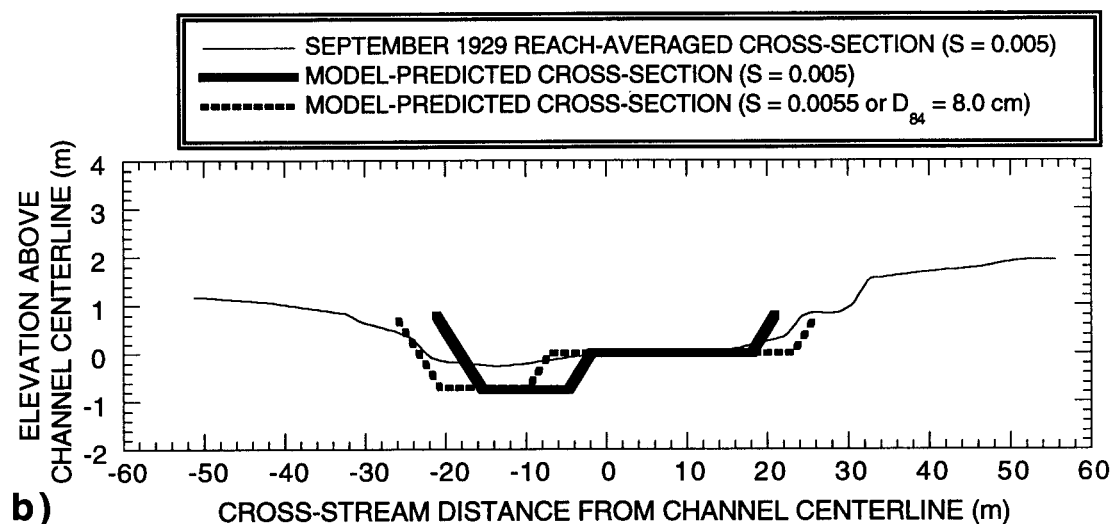 SEPTEMBER 1929 REACH-AVERAGED CROSS-SECTION (S = 0.005)
MODEL-PREDICTED CROSS-SECTION (S = 0.005)
MODEL-PREDICTED CROSS-SECTION (S = 0.0055 or D84 = 8.0 cm)
ELEVATION ABOVE
CHANNEL CENTERLINE (m)
4
3
2
1
0
-1
-2
-60 -50 -40 -30 -20 -10 0 10 20 30 40 50 60
b) CROSS-STREAM DISTANCE FROM CHANNEL CENTERLINE (m)